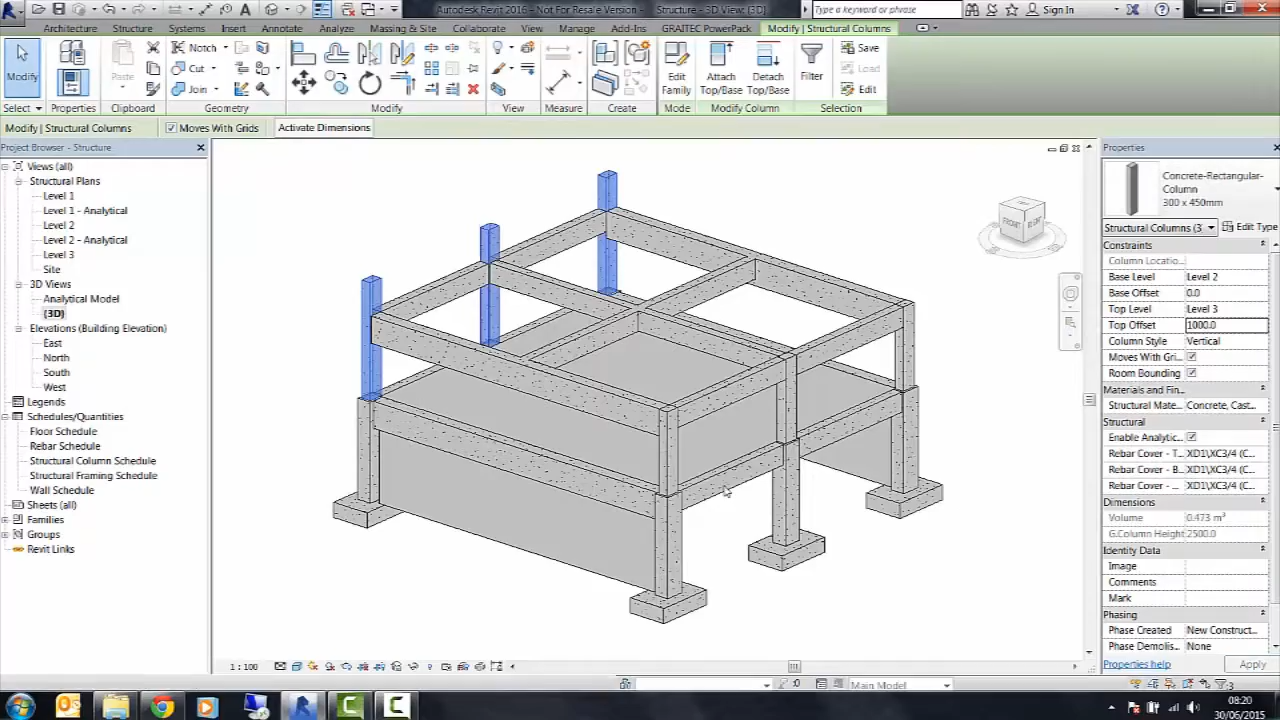 Autodesk Revit 2016 - Not For Resale Version - Structure - 3D View: {3D}
Type a keyword or phrase
Sign In
Architecture Structure Systems Insert Annotate Analyze Massing & Site Collaborate View Manage Add-Ins GRAITEC PowerPack Modify | Structural Columns
Modify
Paste
Notch
Cut
Join
Edit Family
Attach Top/Base
Detach Top/Base
Filter
Save
Load
Edit
Select Properties Clipboard Geometry Modify View Measure Create Mode Modify Column Selection
Modify | Structural Columns Moves With Grids Activate Dimensions
Project Browser - Structure
Views (all)
Structural Plans
Level 1
Level 1 - Analytical
Level 2
Level 2 - Analytical
Level 3
Site
3D Views
Analytical Model
{3D}
Elevations (Building Elevation)
East
North
South
West
Legends
Schedules/Quantities
Floor Schedule
Rebar Schedule
Structural Column Schedule
Structural Framing Schedule
Wall Schedule
Sheets (all)
Families
Groups
Revit Links
FRONT
RIGHT
Properties
Concrete-Rectangular-
Column
300 x 450mm
Structural Columns (3 Edit Type
Constraints
Column Locatio...
Base Level Level 2
Base Offset 0.0
Top Level Level 3
Top Offset 1000.0
Column Style Vertical
Moves With Gri...
Room Bounding
Materials and Fin...
Structural Mate... Concrete, Cast...
Structural
Enable Analytic...
Rebar Cover - T... XD1\XC3/4 (C...
Rebar Cover - B... XD1\XC3/4 (C...
Rebar Cover - ... XD1\XC3/4 (C...
Dimensions
Volume 0.473 m³
G.Column Height 2500.0
Identity Data
Image
Comments
Mark
Phasing
Phase Created New Construct...
Phase Demolis... None
Properties help Apply
1 : 100
:0 Main Model :3
08:20
30/06/2015